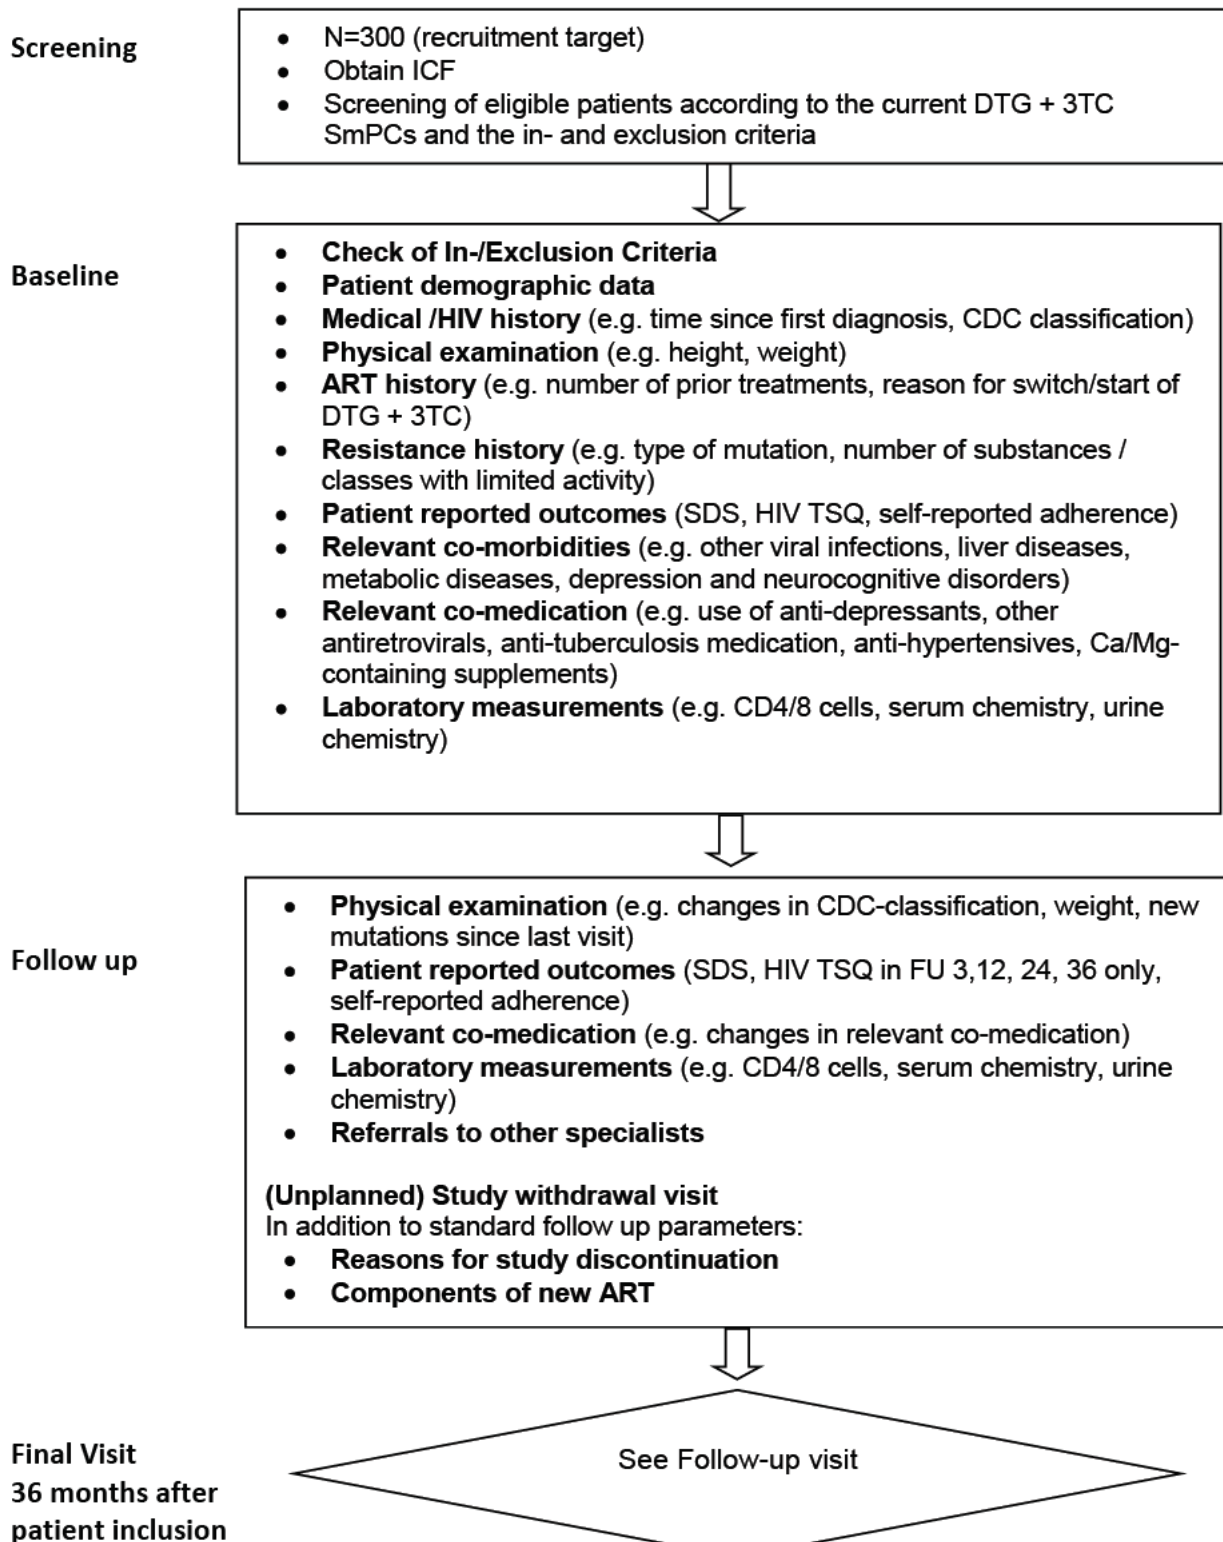 Screening
• N=300 (recruitment target)
• Obtain ICF
• Screening of eligible patients according to the current DTG + 3TC
SmPCs and the in- and exclusion criteria
Baseline
• Check of In-/Exclusion Criteria
• Patient demographic data
• Medical /HIV history (e.g. time since first diagnosis, CDC classification)
• Physical examination (e.g. height, weight)
• ART history (e.g. number of prior treatments, reason for switch/start of
DTG + 3TC)
• Resistance history (e.g. type of mutation, number of substances /
classes with limited activity)
• Patient reported outcomes (SDS, HIV TSQ, self-reported adherence)
• Relevant co-morbidities (e.g. other viral infections, liver diseases,
metabolic diseases, depression and neurocognitive disorders)
• Relevant co-medication (e.g. use of anti-depressants, other
antiretrovirals, anti-tuberculosis medication, anti-hypertensives, Ca/Mg-
containing supplements)
• Laboratory measurements (e.g. CD4/8 cells, serum chemistry, urine
chemistry)
Follow up
• Physical examination (e.g. changes in CDC-classification, weight, new
mutations since last visit)
• Patient reported outcomes (SDS, HIV TSQ in FU 3,12, 24, 36 only,
self-reported adherence)
• Relevant co-medication (e.g. changes in relevant co-medication)
• Laboratory measurements (e.g. CD4/8 cells, serum chemistry, urine
chemistry)
• Referrals to other specialists
(Unplanned) Study withdrawal visit
In addition to standard follow up parameters:
• Reasons for study discontinuation
• Components of new ART
Final Visit
36 months after
patient inclusion
See Follow-up visit